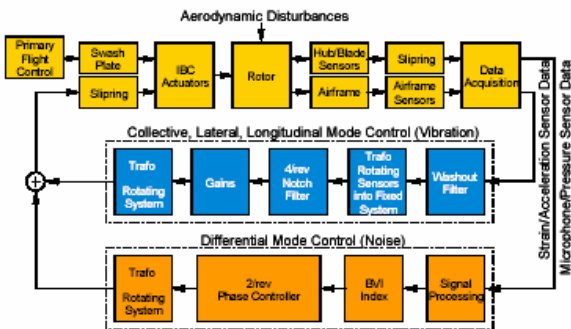 Aerodynamic Disturbances
Primary
Flight
Control
Swash
Plate
Slipring
IBC
Actuators
Rotor
Hub/Blade
Sensors
Airframe
Slipring
Airframe
Sensors
Data
Acquisition
Collective, Lateral, Longitudinal Mode Control (Vibration)
Trafo
Rotating
System
Gains
4/rev
Notch
Filter
Trafo
Rotating
Sensors
into Fixed
System
Washout
Filter
Differential Mode Control (Noise)
Trafo
Rotating
System
2/rev
Phase Controller
BVI
Index
Signal
Processing
Strain/Acceleration Sensor Data
Microphone/Pressure Sensor Data